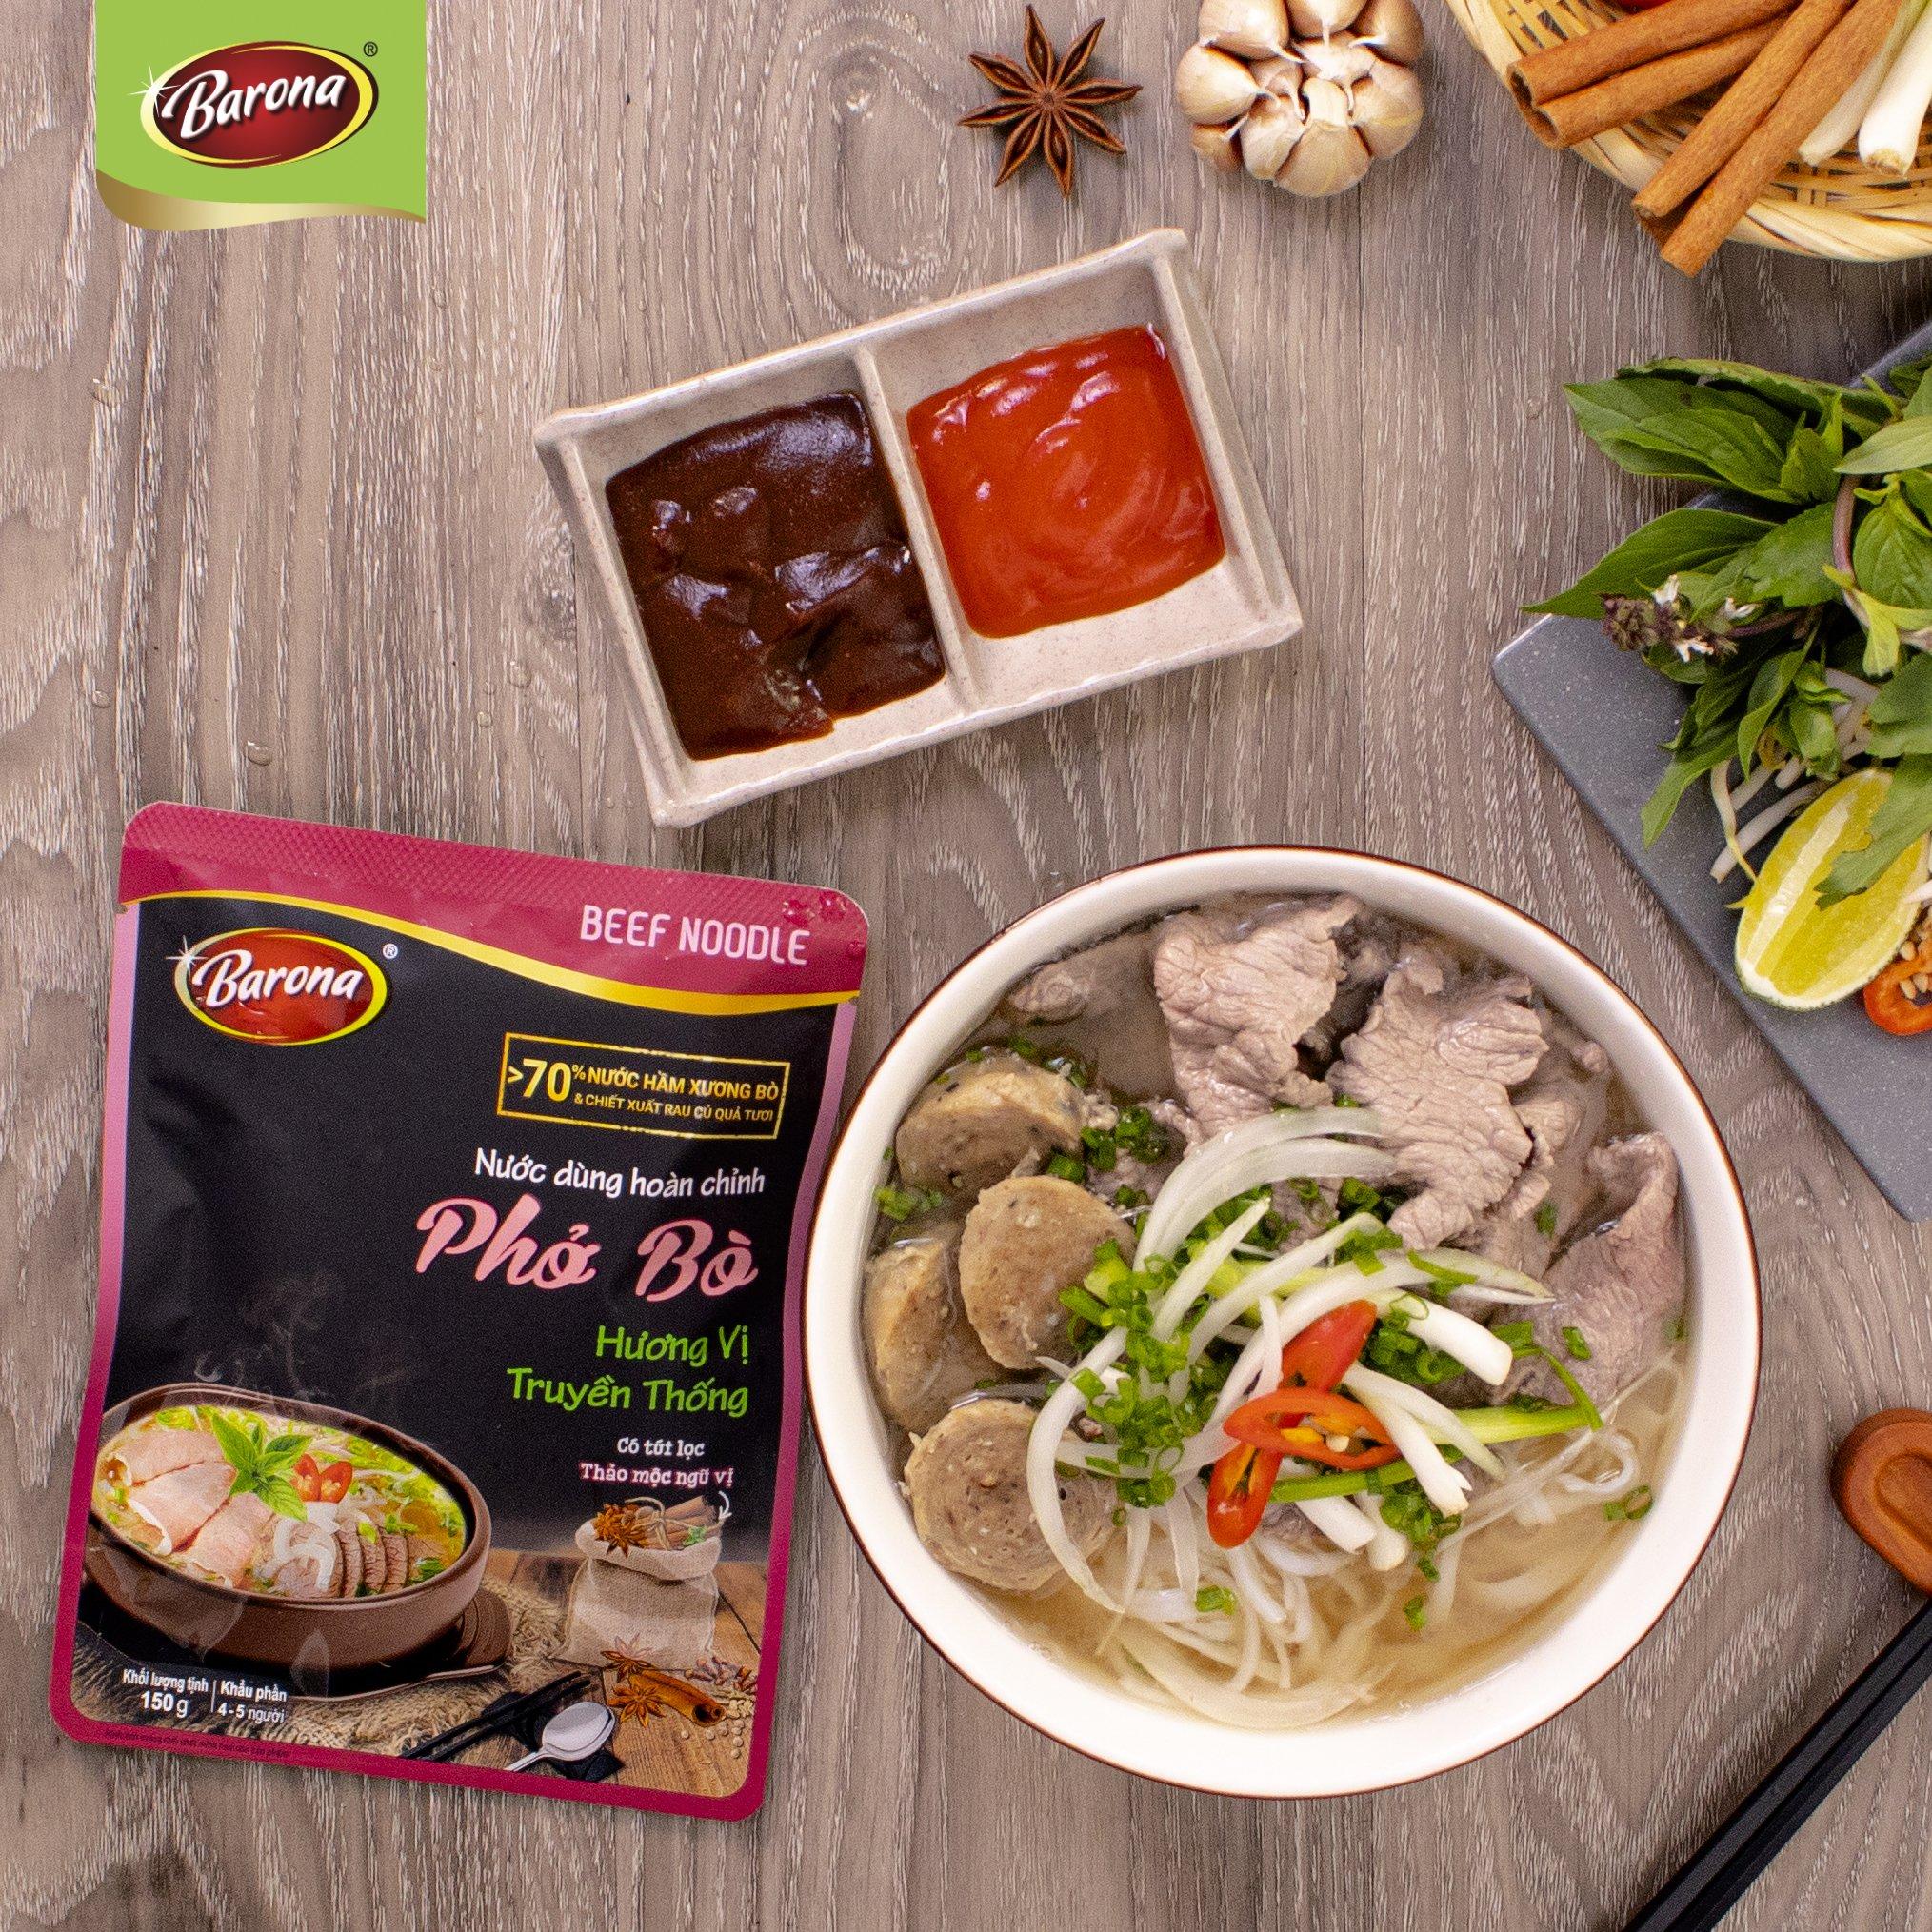 Barona ®
BEEF NOODLE
Barona ®
>70% NƯỚC HẦM XƯƠNG BÒ
& CHIẾT XUẤT RAU CỦ QUẢ TƯƠI
Nước dùng hoàn chỉnh
Phở Bò
Hương Vị
Truyền Thống
Có túi lọc
Thảo mộc ngũ vị
Khối lượng tịnh
150g
Khẩu phần
4-5 người